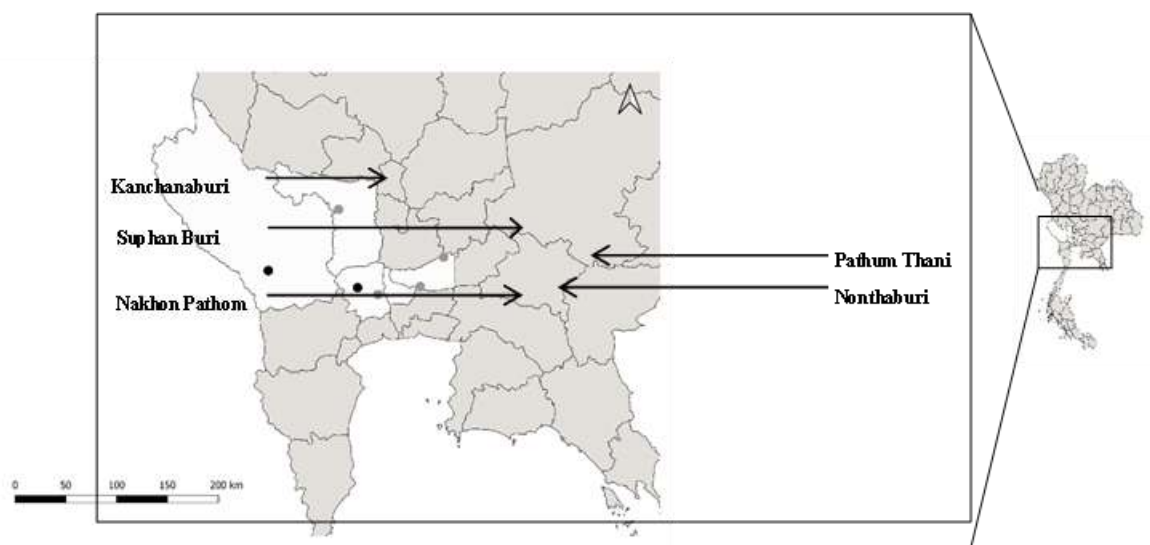 Kanchanaburi
Suphan Buri
Nakhon Pathom
Pathum Thani
Nonthaburi
0 50 100 150 200 km